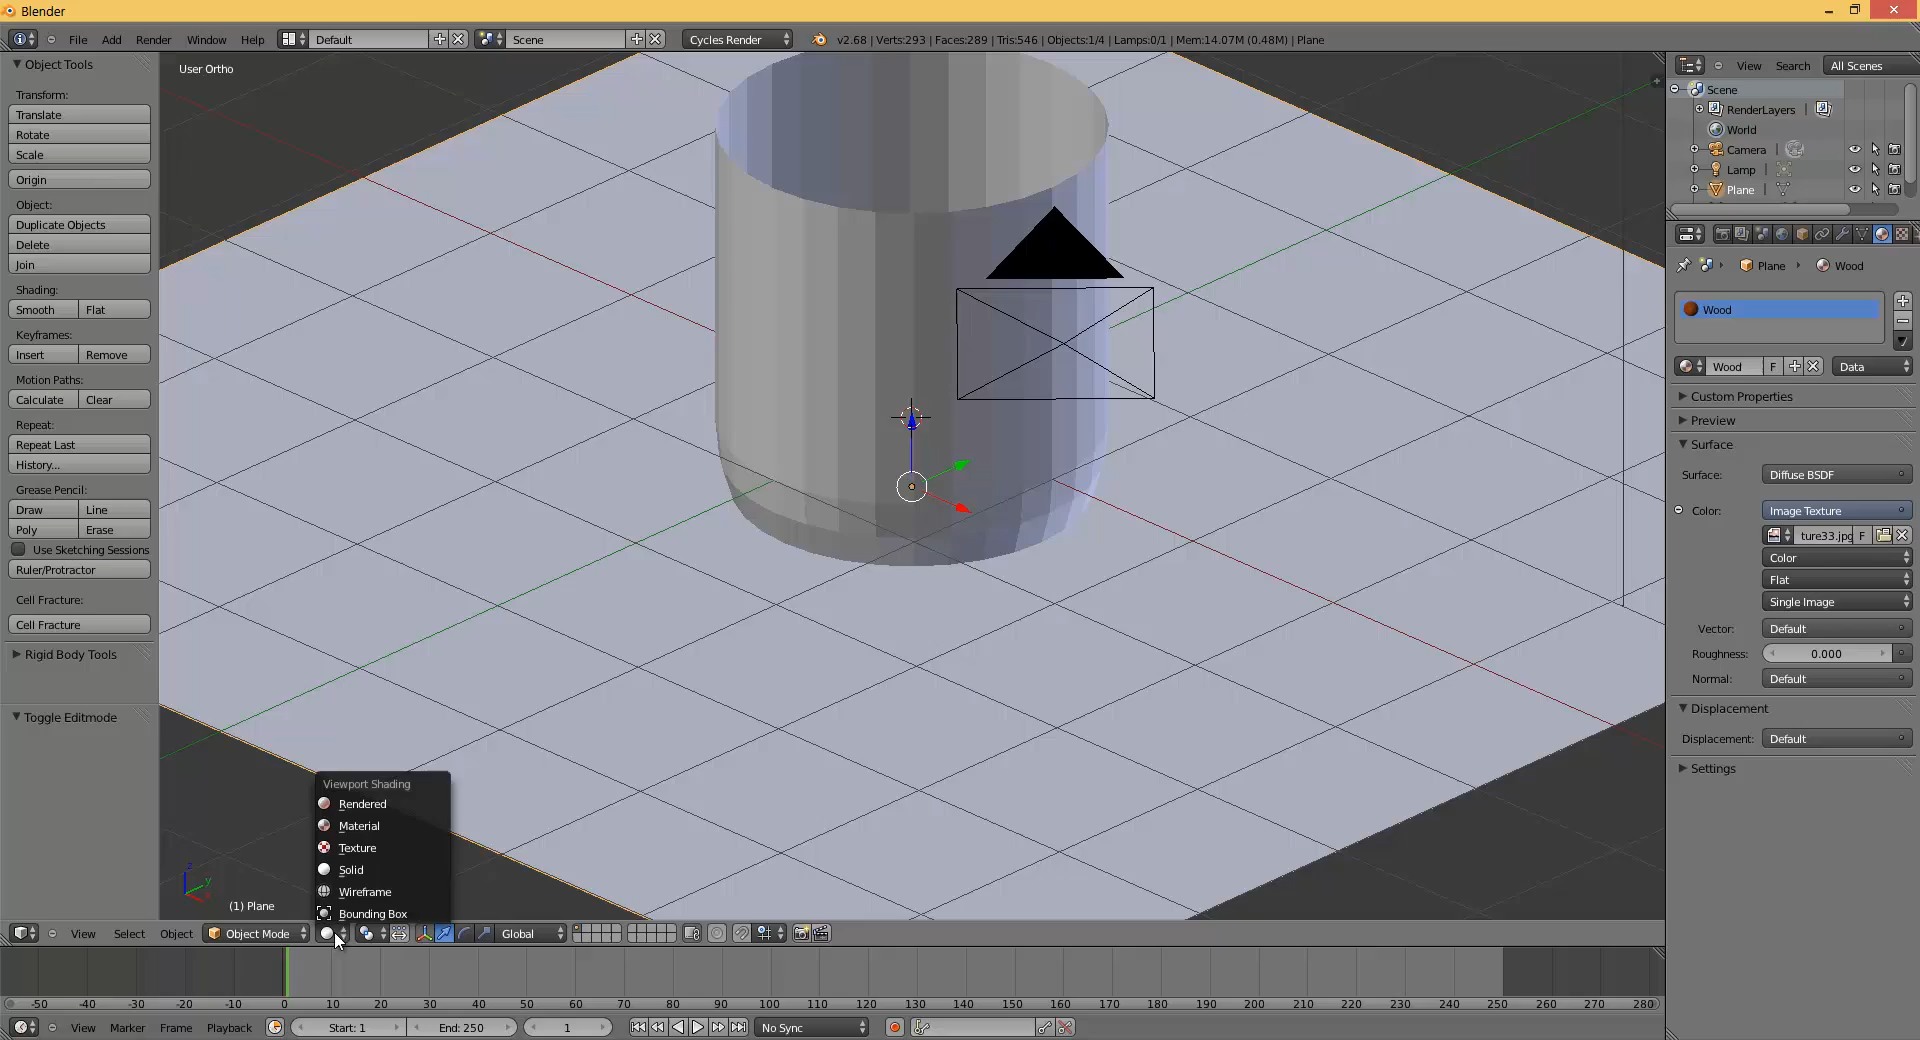 Blender
File Add Render Window Help Default Scene Cycles Render v2.68 | Verts:293 | Faces:289 | Tris:546 | Objects:1/4 | Lamps:0/1 | Mem:14.07M (0.48M) | Plane
Object Tools
Transform:
Translate
Rotate
Scale
Origin
Object:
Duplicate Objects
Delete
Join
Shading:
Smooth Flat
Keyframes:
Insert Remove
Motion Paths:
Calculate Clear
Repeat:
Repeat Last
History...
Grease Pencil:
Draw Line
Poly Erase
Use Sketching Sessions
Ruler/Protractor
Cell Fracture:
Cell Fracture
Rigid Body Tools
Toggle Editmode
User Ortho
z
y
(1) Plane
Viewport Shading
Rendered
Material
Texture
Solid
Wireframe
Bounding Box
View Select Object Object Mode Global
View Search All Scenes
Scene
RenderLayers |
World
Camera |
Lamp |
Plane |
Plane Wood
Wood
Wood F Data
Custom Properties
Preview
Surface
Surface: Diffuse BSDF
Color: Image Texture
ture33.jpg F
Color
Flat
Single Image
Vector: Default
Roughness: 0.000
Normal: Default
Displacement
Displacement: Default
Settings
-50 -40 -30 -20 -10 0 10 20 30 40 50 60 70 80 90 100 110 120 130 140 150 160 170 180 190 200 210 220 230 240 250 260 270 280
View Marker Frame Playback Start: 1 End: 250 1 No Sync